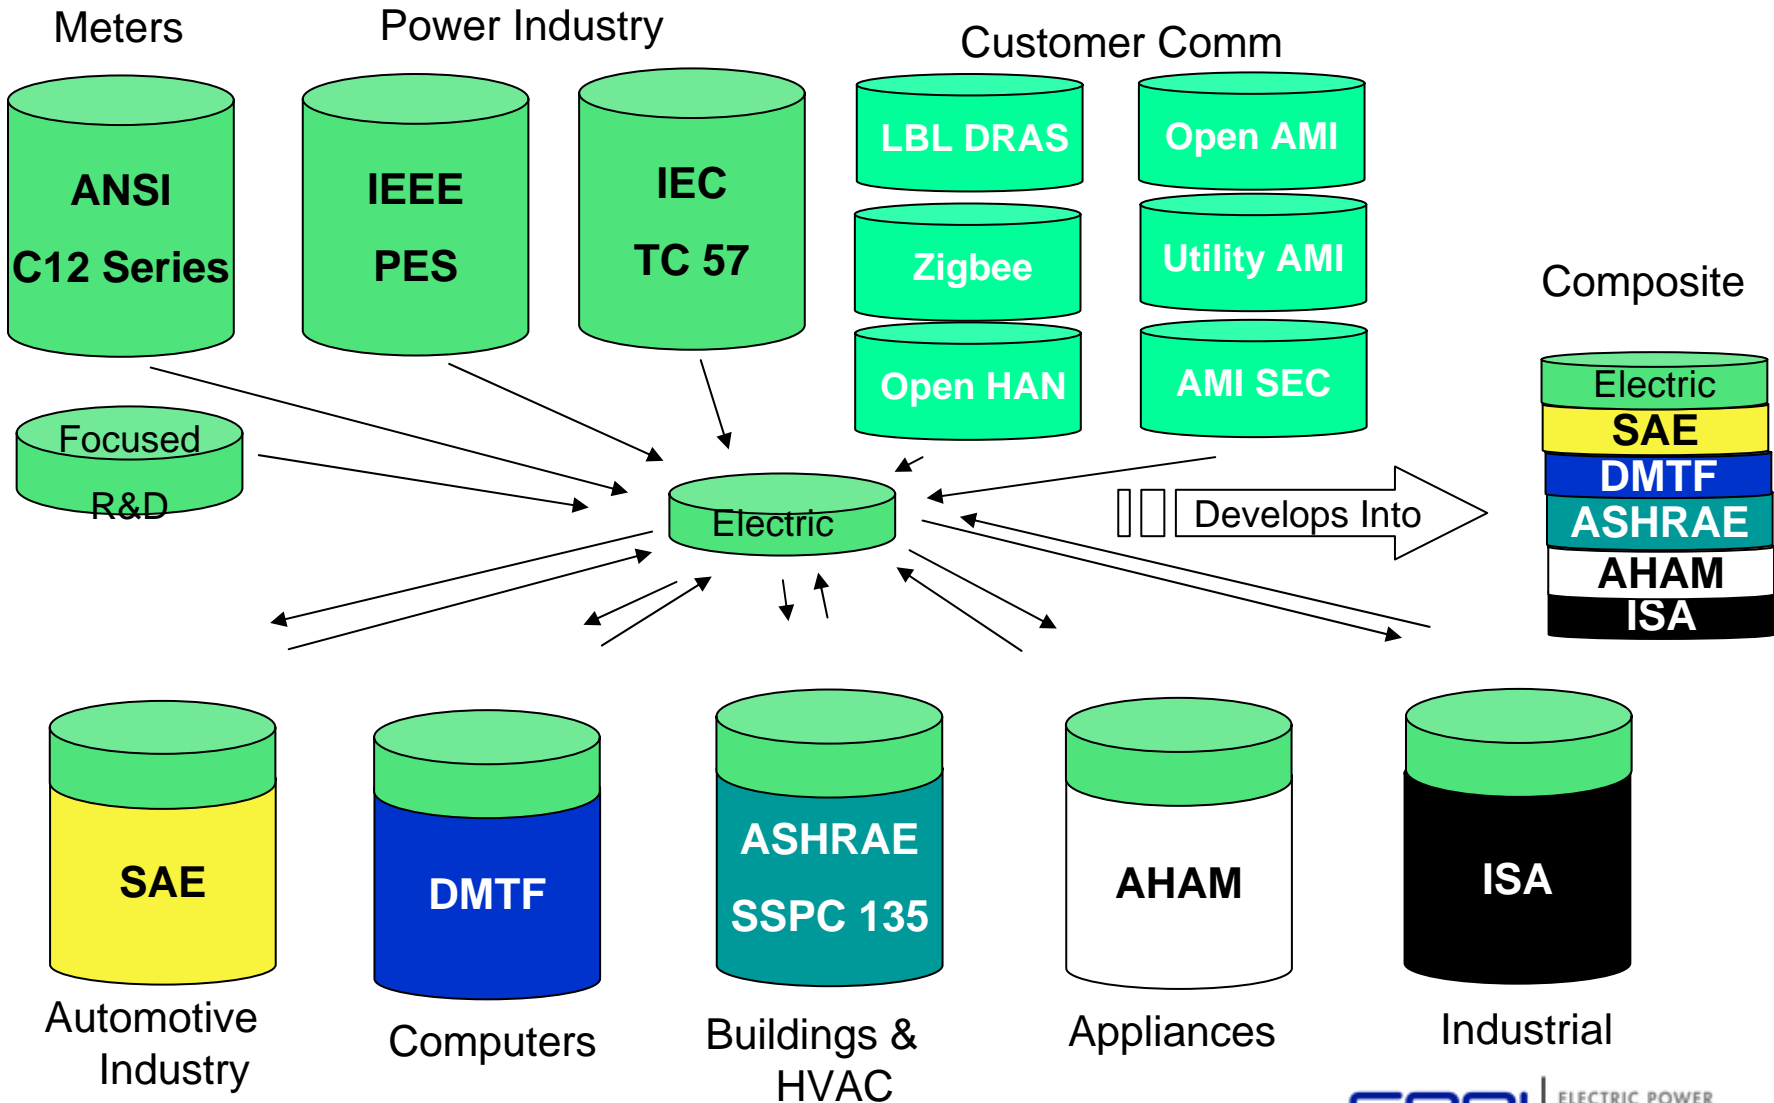 Meters
Power Industry
Customer Comm
ANSI
C12 Series
IEEE
PES
IEC
TC 57
LBL DRAS
Open AMI
Zigbee
Utility AMI
Open HAN
AMI SEC
Composite
Electric
SAE
DMTF
ASHRAE
AHAM
ISA
Focused
R&D
Electric
Develops Into
SAE
DMTF
ASHRAE
SSPC 135
AHAM
ISA
Automotive
Industry
Computers
Buildings &
HVAC
Appliances
Industrial
ELECTRIC POWER